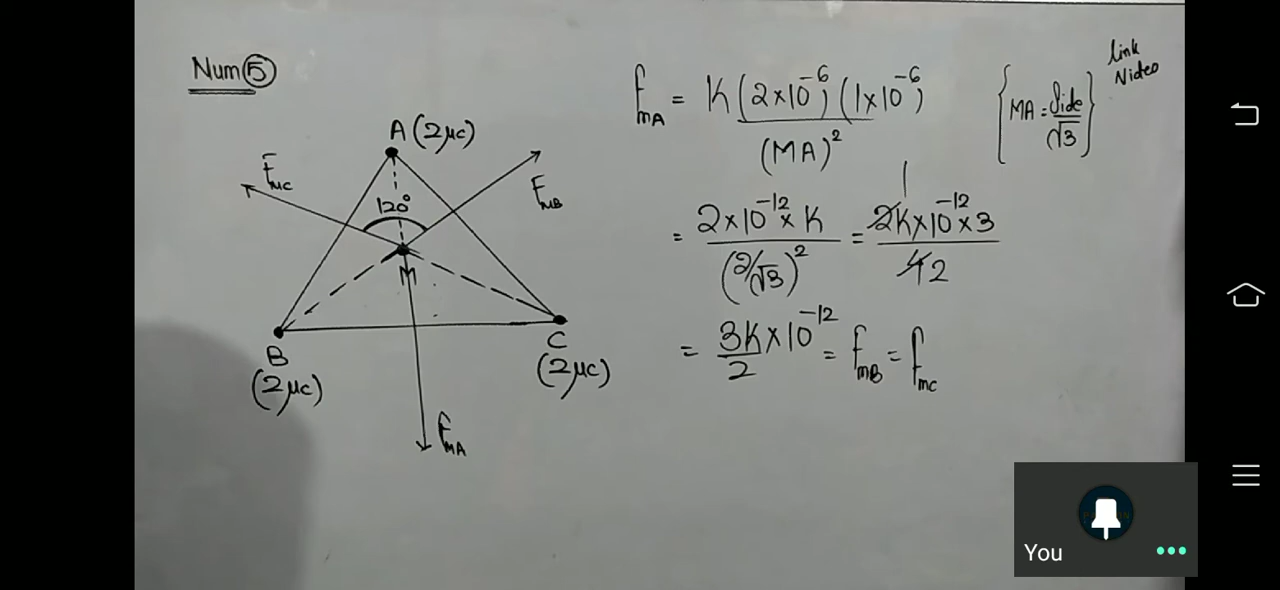 Num 5
A (2μc)
F_MC
F_MB
120°
M
B
(2μc)
C
(2μc)
F_MA
F_MA = K(2×10⁻⁶)(1×10⁻⁶)/(MA)²
{MA = Side/√3}
Link
Video
= 2×10⁻¹²×K/(2/√3)² = 2K×10⁻¹²×3/4 1 2
= 3K/2 ×10⁻¹² = F_MB = F_MC
You